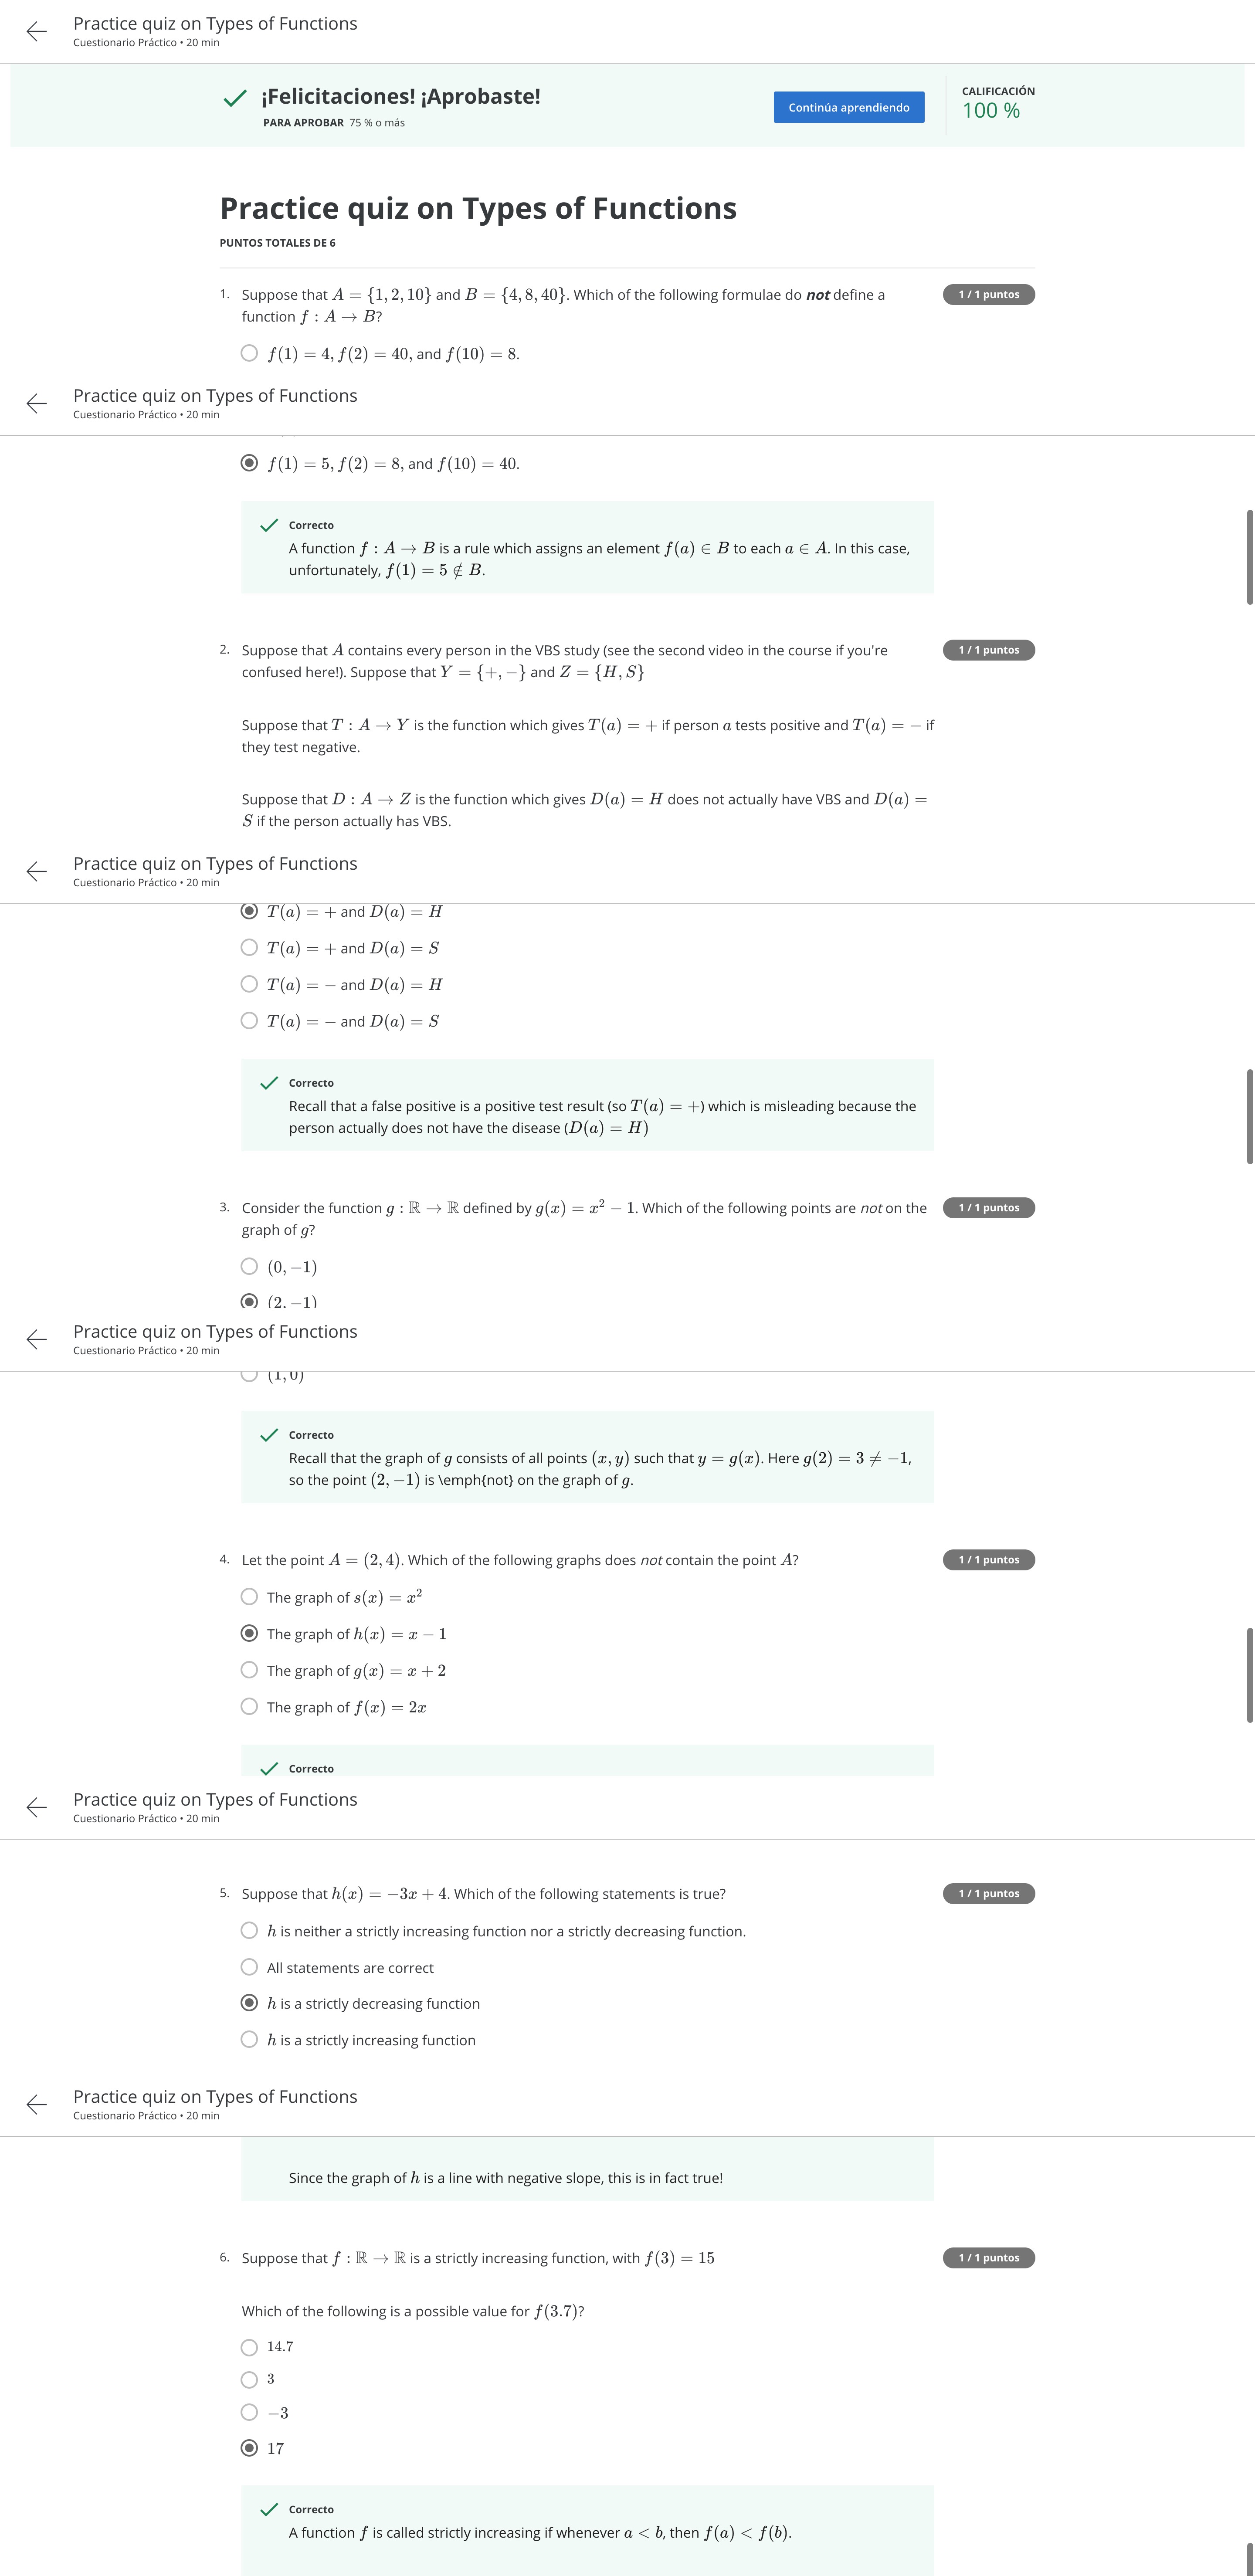 Practice quiz on Types of Functions
Cuestionario Práctico • 20 min
¡Felicitaciones! ¡Aprobaste!
PARA APROBAR 75 % o más
Continúa aprendiendo
CALIFICACIÓN
100 %
Practice quiz on Types of Functions
PUNTOS TOTALES DE 6
1. Suppose that A = {1, 2, 10} and B = {4, 8, 40}. Which of the following formulae do not define a
function f : A → B?
1 / 1 puntos
f(1) = 4, f(2) = 40, and f(10) = 8.
Practice quiz on Types of Functions
Cuestionario Práctico • 20 min
f(1) = 5, f(2) = 8, and f(10) = 40.
Correcto
A function f : A → B is a rule which assigns an element f(a) ∈ B to each a ∈ A. In this case,
unfortunately, f(1) = 5 ∉ B.
2. Suppose that A contains every person in the VBS study (see the second video in the course if you're
confused here!). Suppose that Y = {+, −} and Z = {H, S}
1 / 1 puntos
Suppose that T : A → Y is the function which gives T(a) = + if person a tests positive and T(a) = − if
they test negative.
Suppose that D : A → Z is the function which gives D(a) = H does not actually have VBS and D(a) =
S if the person actually has VBS.
Practice quiz on Types of Functions
Cuestionario Práctico • 20 min
T(a) = + and D(a) = H
T(a) = + and D(a) = S
T(a) = − and D(a) = H
T(a) = − and D(a) = S
Correcto
Recall that a false positive is a positive test result (so T(a) = +) which is misleading because the
person actually does not have the disease (D(a) = H)
3. Consider the function g : ℝ → ℝ defined by g(x) = x² − 1. Which of the following points are not on the
graph of g?
1 / 1 puntos
(0, −1)
(2, −1)
Practice quiz on Types of Functions
Cuestionario Práctico • 20 min
(1, 0)
Correcto
Recall that the graph of g consists of all points (x, y) such that y = g(x). Here g(2) = 3 ≠ −1,
so the point (2, −1) is \emph{not} on the graph of g.
4. Let the point A = (2, 4). Which of the following graphs does not contain the point A?
1 / 1 puntos
The graph of s(x) = x²
The graph of h(x) = x − 1
The graph of g(x) = x + 2
The graph of f(x) = 2x
Correcto
Practice quiz on Types of Functions
Cuestionario Práctico • 20 min
5. Suppose that h(x) = −3x + 4. Which of the following statements is true?
1 / 1 puntos
h is neither a strictly increasing function nor a strictly decreasing function.
All statements are correct
h is a strictly decreasing function
h is a strictly increasing function
Practice quiz on Types of Functions
Cuestionario Práctico • 20 min
Since the graph of h is a line with negative slope, this is in fact true!
6. Suppose that f : ℝ → ℝ is a strictly increasing function, with f(3) = 15
1 / 1 puntos
Which of the following is a possible value for f(3.7)?
14.7
3
−3
17
Correcto
A function f is called strictly increasing if whenever a < b, then f(a) < f(b).